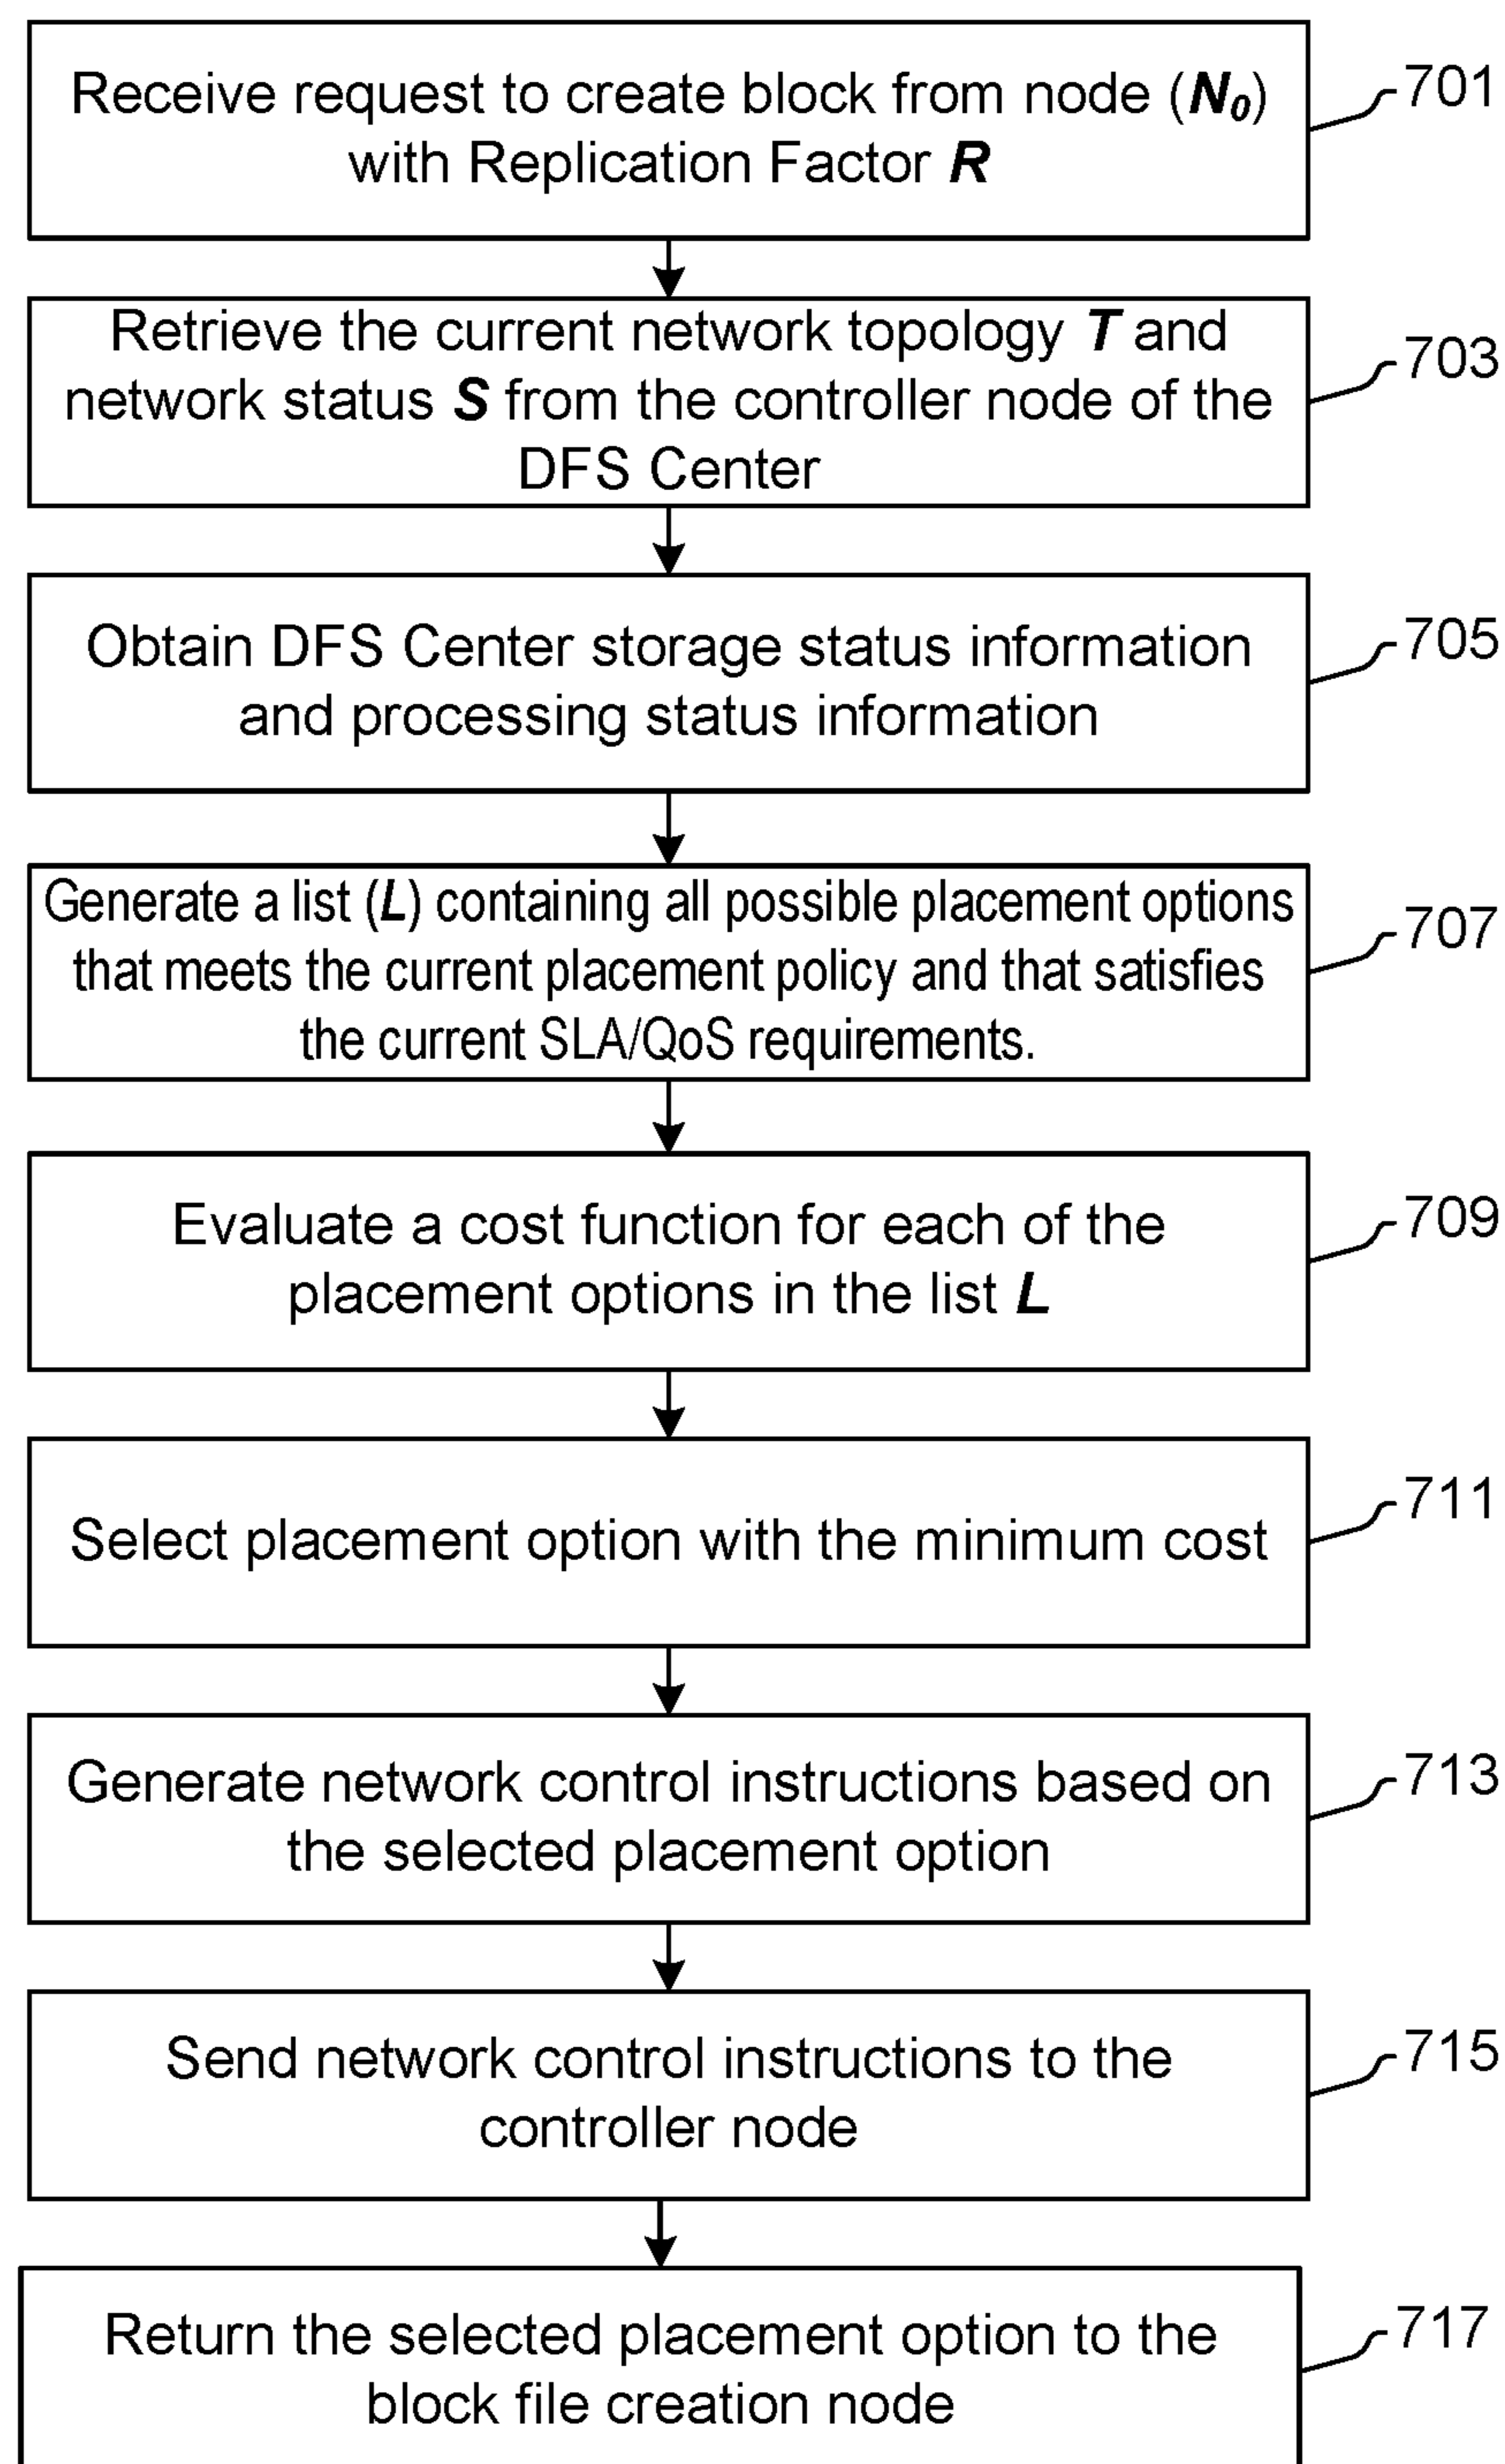 Receive request to create block from node (N0)
with Replication Factor R
701
Retrieve the current network topology T and
network status S from the controller node of the
DFS Center
703
Obtain DFS Center storage status information
and processing status information
705
Generate a list (L) containing all possible placement options
that meets the current placement policy and that satisfies
the current SLA/QoS requirements.
707
Evaluate a cost function for each of the
placement options in the list L
709
Select placement option with the minimum cost
711
Generate network control instructions based on
the selected placement option
713
Send network control instructions to the
controller node
715
Return the selected placement option to the
block file creation node
717